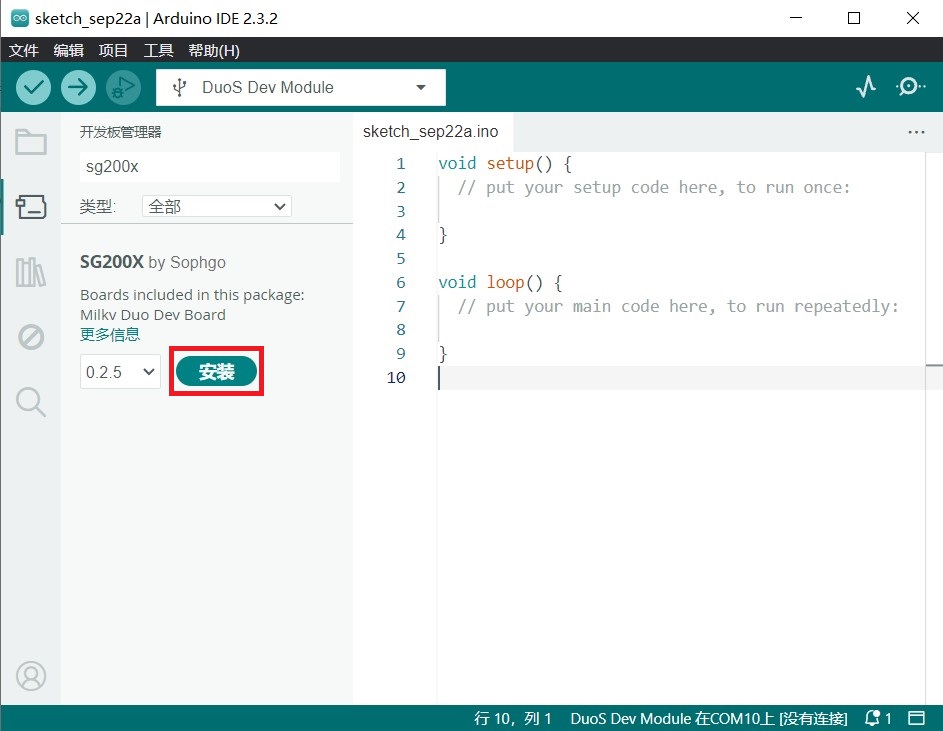 sketch_sep22a | Arduino IDE 2.3.2
文件 编辑 项目 工具 帮助(H)
DuoS Dev Module
开发板管理器
sg200x
类型: 全部
SG200X by Sophgo
Boards included in this package:
Milkv Duo Dev Board
更多信息
0.2.5 安装
sketch_sep22a.ino
1 void setup() {
2 // put your setup code here, to run once:
3
4 }
5
6 void loop() {
7 // put your main code here, to run repeatedly:
8
9 }
10
行 10，列 1 DuoS Dev Module 在COM10上 [没有连接] 1